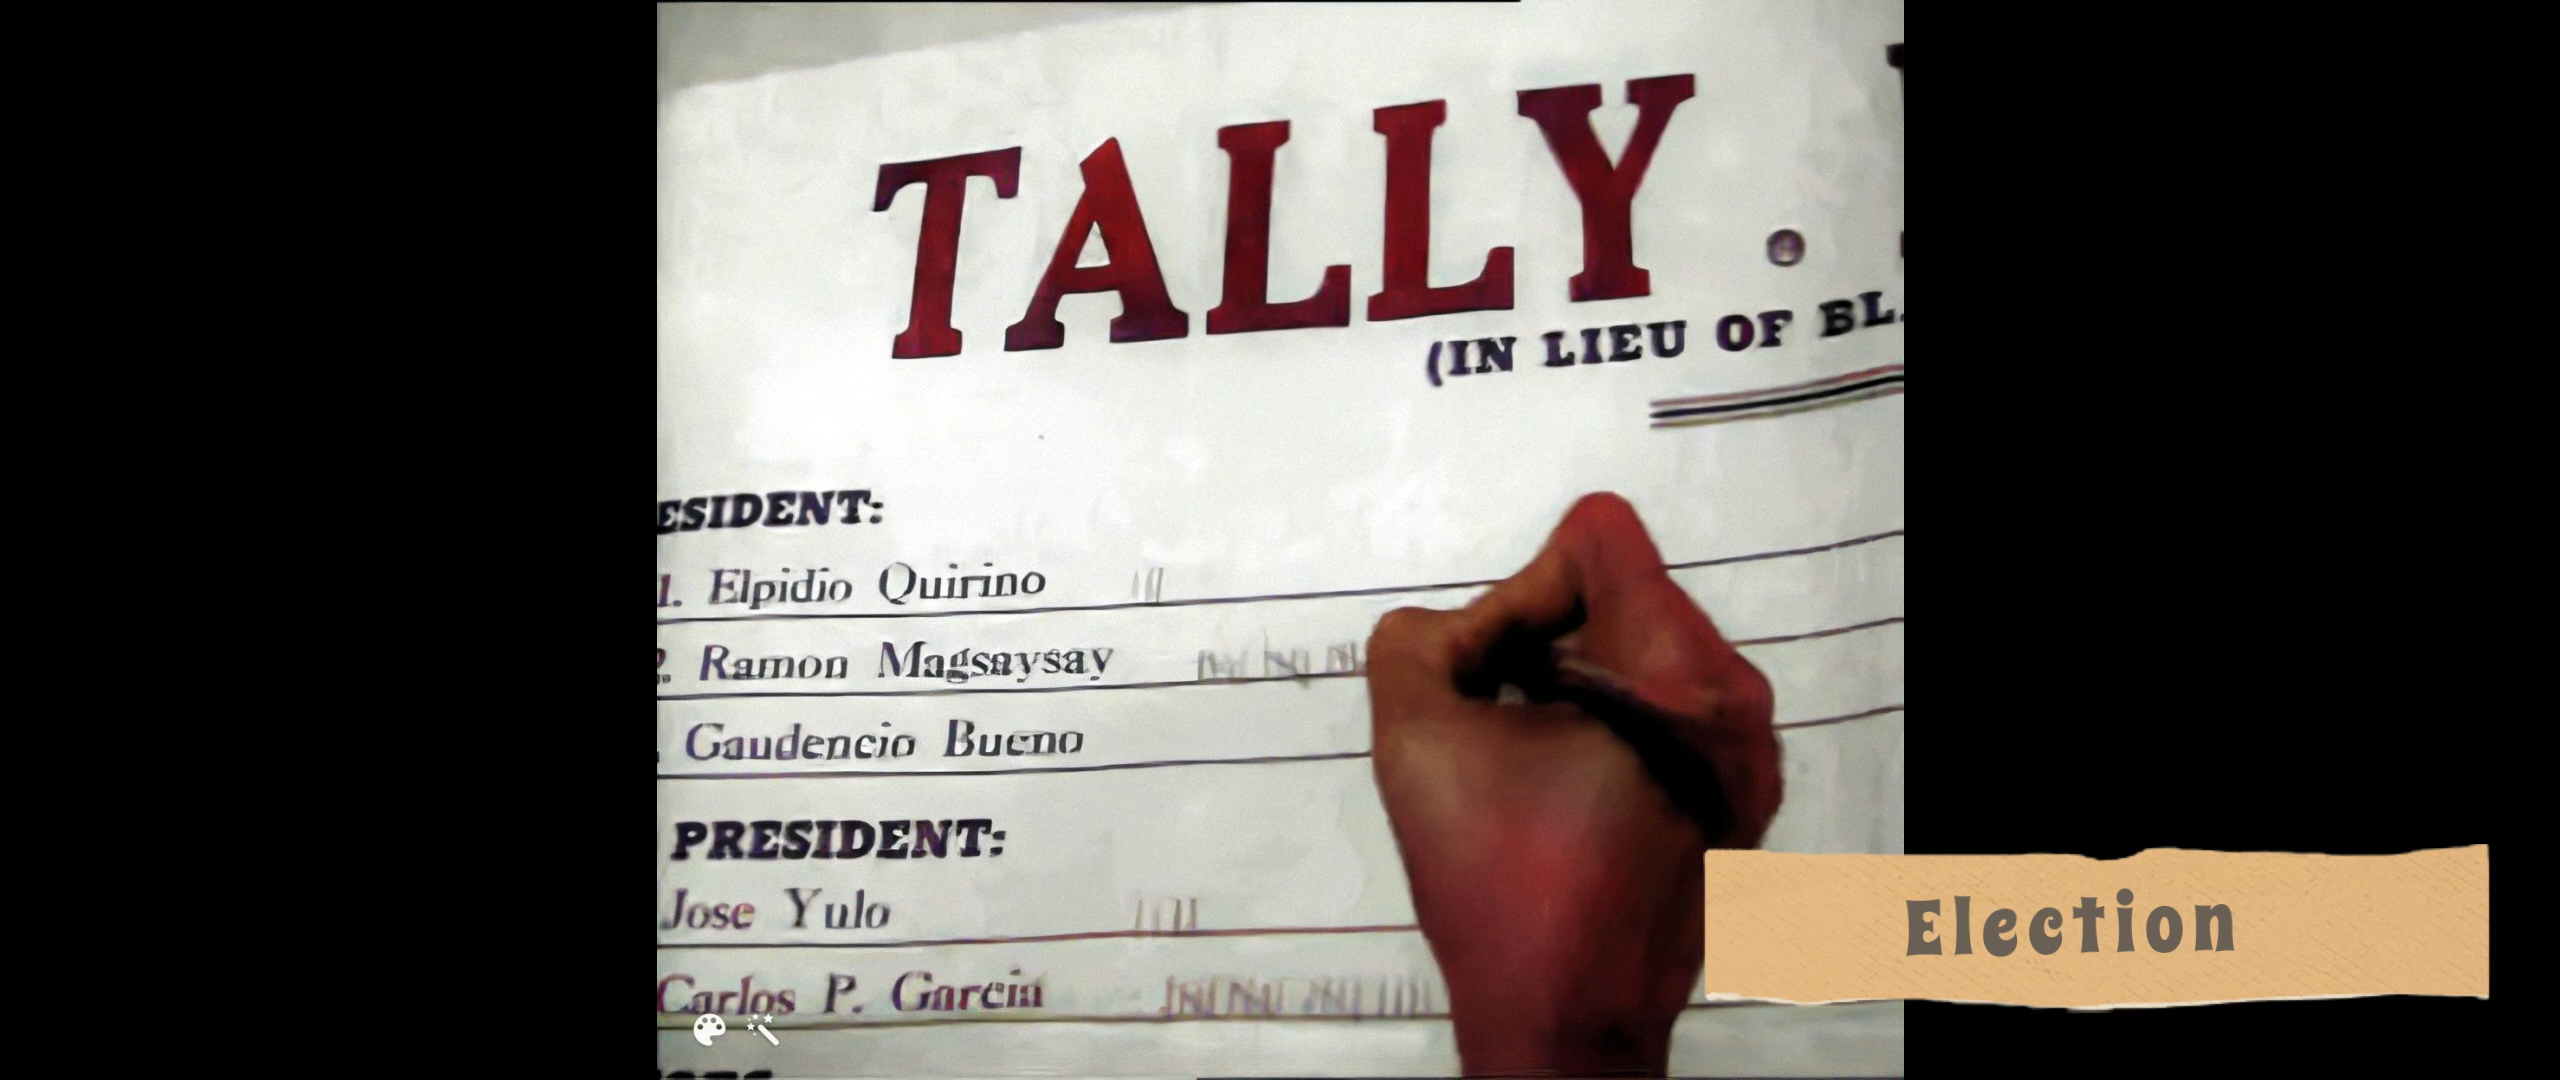 TALLY .
(IN LIEU OF BL
ESIDENT:
1. Elpidio Quirino
2. Ramon Magsaysay
Gaudencio Bueno
PRESIDENT:
Jose Yulo
Carlos P. Garcia
Election